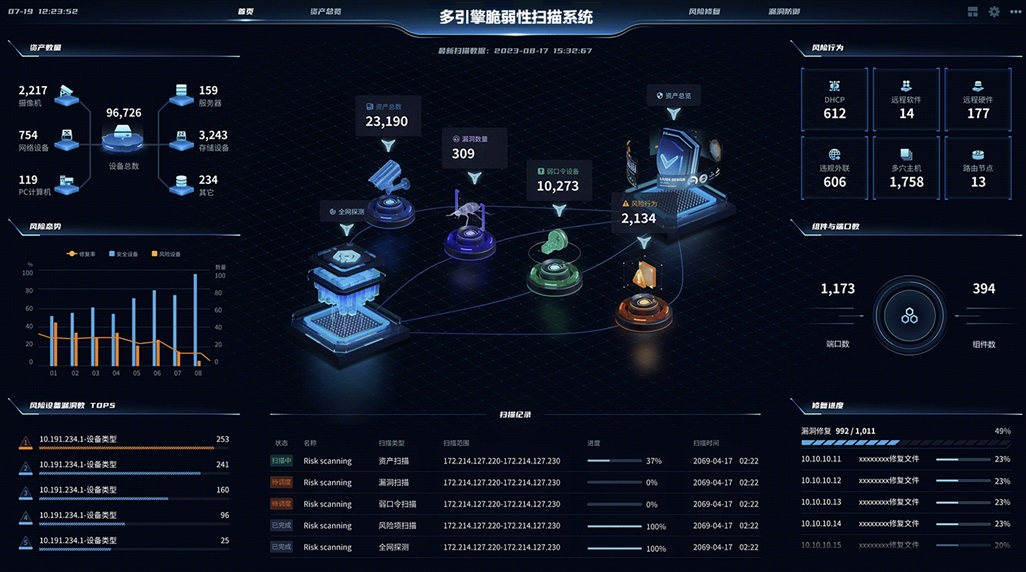 07-19 12:23:52
首页
资产总览
多引擎脆弱性扫描系统
风险修复
漏洞防御
最新扫描数据：2023-08-17 15:32:67
资产数量
2,217
摄像机
754
网络设备
119
PC计算机
96,726
设备总数
159
服务器
3,243
存储设备
234
其它
风险态势
修复率
安全设备
风险设备
%
数量
100
80
60
40
20
0
100
80
60
40
20
0
01 02 03 04 05 06 07 08
风险设备漏洞数 TOP5
1 10.191.234.1-设备类型 253
2 10.191.234.1-设备类型 241
3 10.191.234.1-设备类型 160
4 10.191.234.1-设备类型 96
5 10.191.234.1-设备类型 25
资产总数
23,190
漏洞数量
309
弱口令设备
10,273
资产总览
风险行为
2,134
全网探测
扫描纪录
状态 名称 扫描类型 扫描范围 进度 扫描时间
扫描中 Risk scanning 资产扫描 172.214.127.220-172.214.127.230 37% 2069-04-17 02:22
待调度 Risk scanning 漏洞扫描 172.214.127.220-172.214.127.230 0% 2069-04-17 02:22
待调度 Risk scanning 弱口令扫描 172.214.127.220-172.214.127.230 0% 2069-04-17 02:22
已完成 Risk scanning 风险项扫描 172.214.127.220-172.214.127.230 100% 2069-04-17 02:22
已完成 Risk scanning 全网探测 172.214.127.220-172.214.127.230 100% 2069-04-17 02:22
风险行为
DHCP
612
远程软件
14
远程硬件
177
违规外联
606
多穴主机
1,758
路由节点
13
组件与端口数
1,173
端口数
394
组件数
修复进度
漏洞修复 992 / 1,011 49%
10.10.10.11 xxxxxxxx修复文件 23%
10.10.10.12 xxxxxxxx修复文件 23%
10.10.10.13 xxxxxxxx修复文件 23%
10.10.10.14 xxxxxxxx修复文件 23%
10.10.10.15 xxxxxxxx修复文件 20%